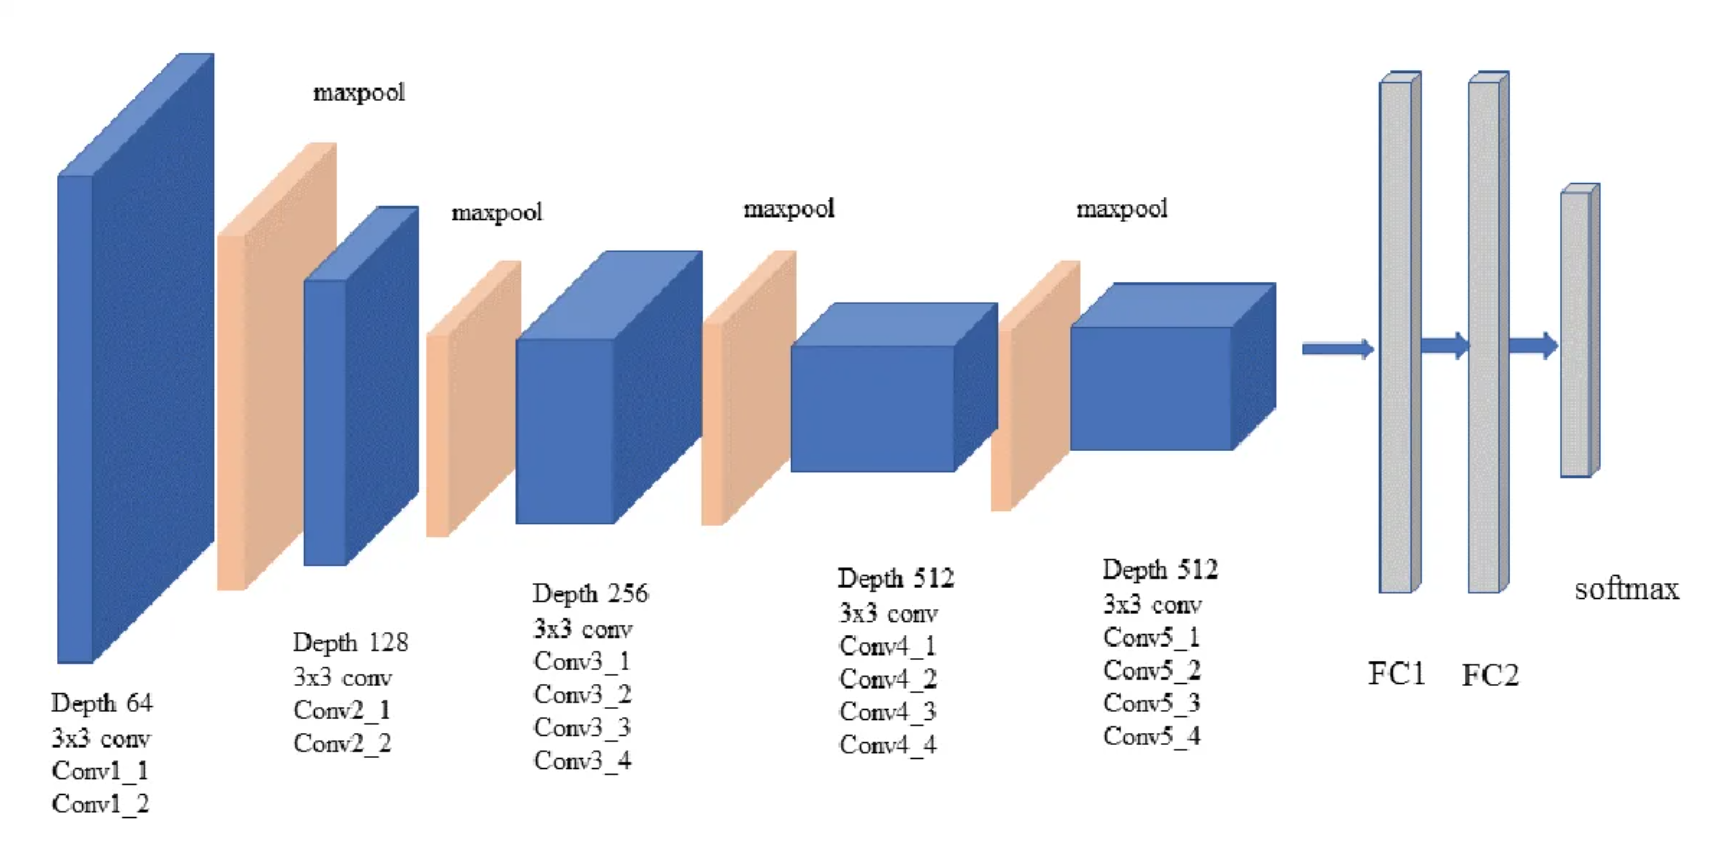 maxpool
maxpool
maxpool
maxpool
Depth 64
3x3 conv
Conv1_1
Conv1_2
Depth 128
3x3 conv
Conv2_1
Conv2_2
Depth 256
3x3 conv
Conv3_1
Conv3_2
Conv3_3
Conv3_4
Depth 512
3x3 conv
Conv4_1
Conv4_2
Conv4_3
Conv4_4
Depth 512
3x3 conv
Conv5_1
Conv5_2
Conv5_3
Conv5_4
FC1
FC2
softmax